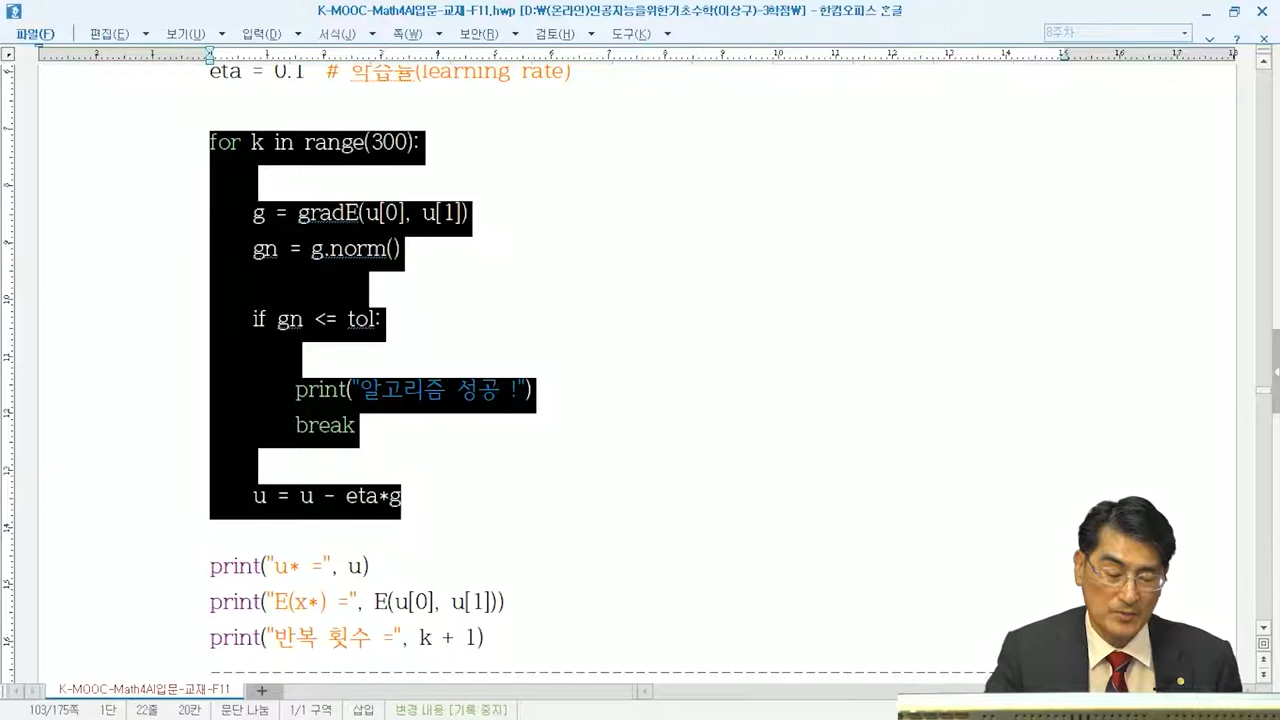 K-MOOC-Math4AI입문-교재-F11.hwp [D:₩(온라인)인공지능을위한기초수학(이상구)-3학점₩] - 한컴오피스 흔글
파일(F) 편집(E) 보기(U) 입력(D) 서식(J) 쪽(W) 보안(B) 검토(H) 도구(K) 8주차
eta = 0.1 # 학습률(learning rate)
for k in range(300):
g = gradE(u[0], u[1])
gn = g.norm()
if gn <= tol:
print("알고리즘 성공 !")
break
u = u - eta*g
print("u* =", u)
print("E(x*) =", E(u[0], u[1]))
print("반복 횟수 =", k + 1)
K-MOOC-Math4AI입문-교재-F11
103/175쪽 1단 22줄 20칸 문단 나눔 1/1 구역 삽입 변경 내용 [기록 중지]